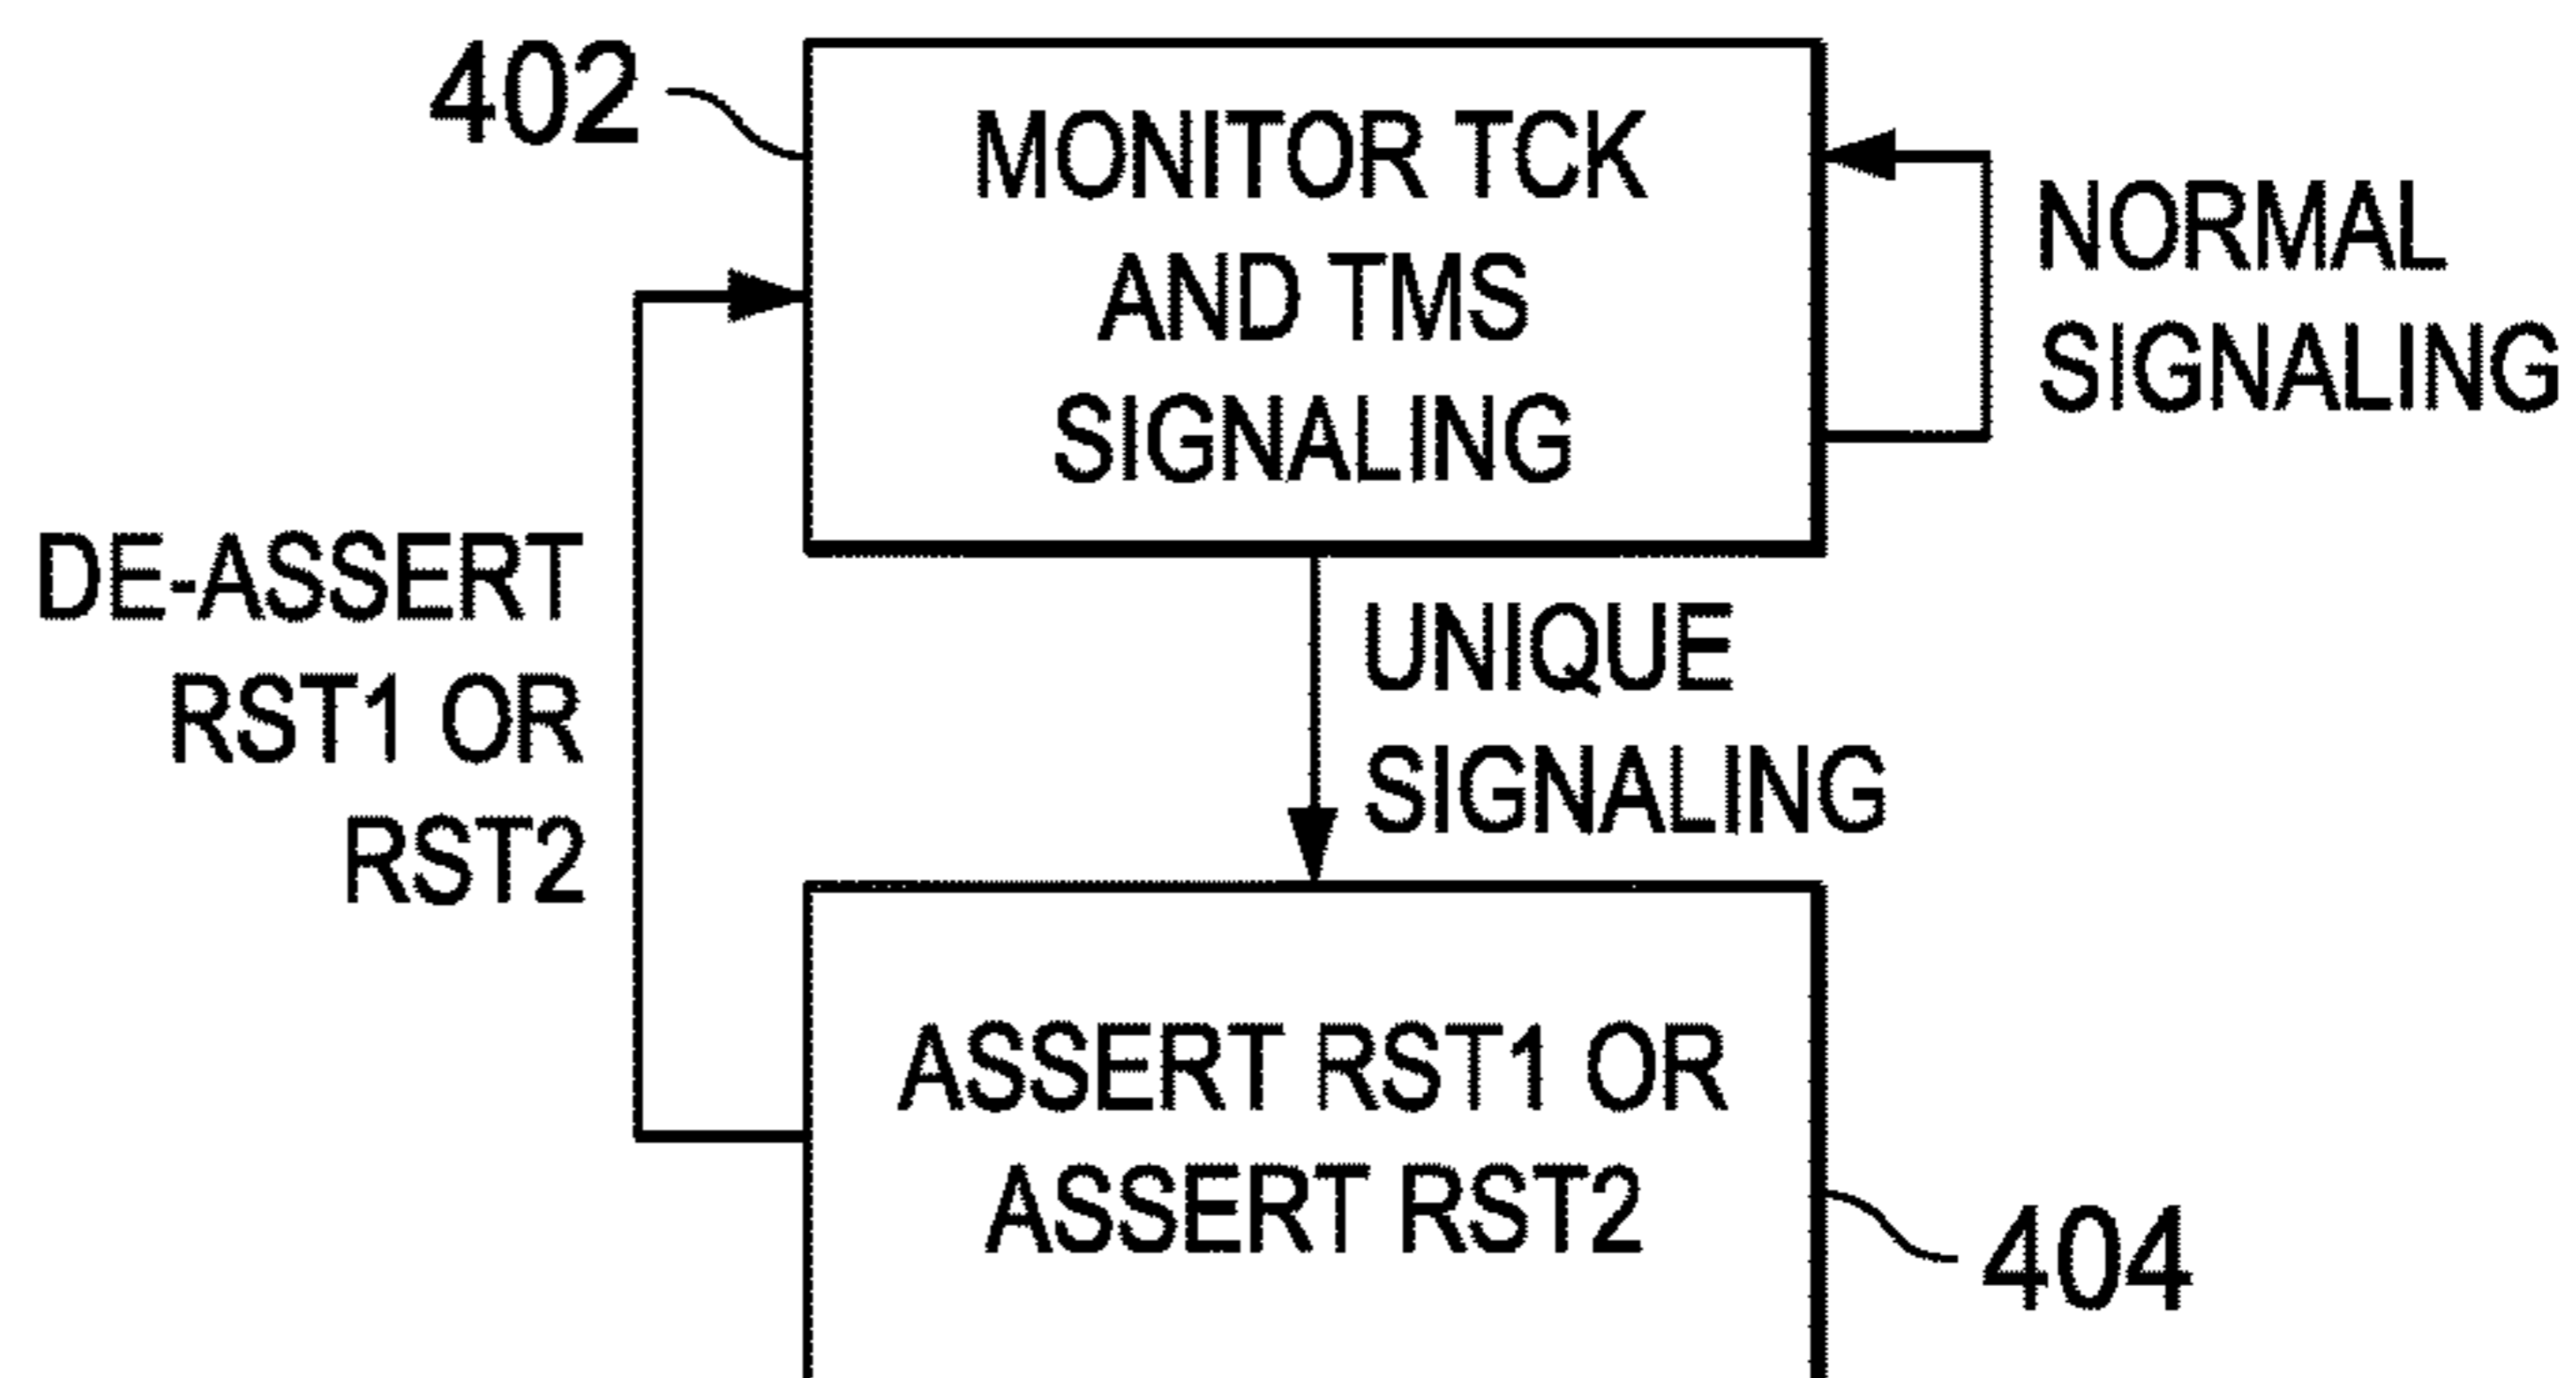 402
MONITOR TCK
AND TMS
SIGNALING
NORMAL
SIGNALING
DE-ASSERT
RST1 OR
RST2
UNIQUE
SIGNALING
ASSERT RST1 OR
ASSERT RST2
404